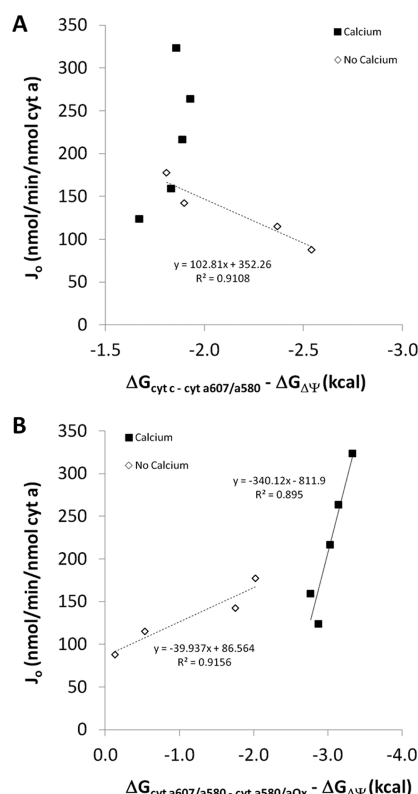 A
350
300
250
200
150
100
50
0
Jo (nmol/min/nmol cyt a)
■ Calcium
◇ No Calcium
y = 102.81x + 352.26
R² = 0.9108
-1.5
-2.0
-2.5
-3.0
ΔGcyt c - cyt a607/a580 - ΔGΔΨ (kcal)
B
350
300
250
200
150
100
50
0
Jo (nmol/min/nmol cyt a)
■ Calcium
◇ No Calcium
y = -340.12x - 811.9
R² = 0.895
y = -39.937x + 86.564
R² = 0.9156
0.0
-1.0
-2.0
-3.0
-4.0
ΔGcyt a607/a580 - cyt a580/aOx - ΔGΔΨ (kcal)